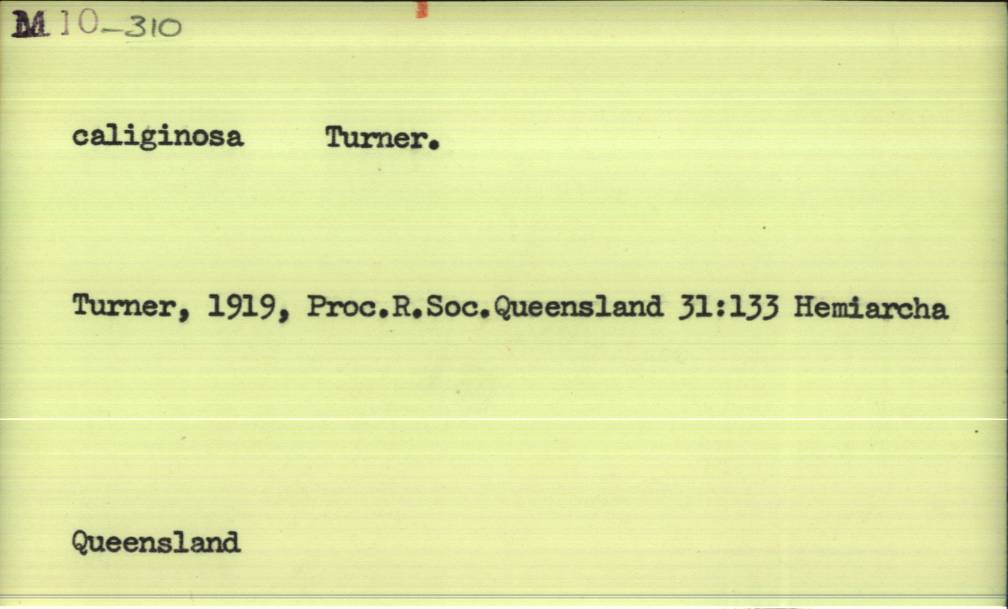 M 10-310
caliginosa Turner.
Turner, 1919, Proc.R.Soc.Queensland 31:133 Hemiarcha
Queensland